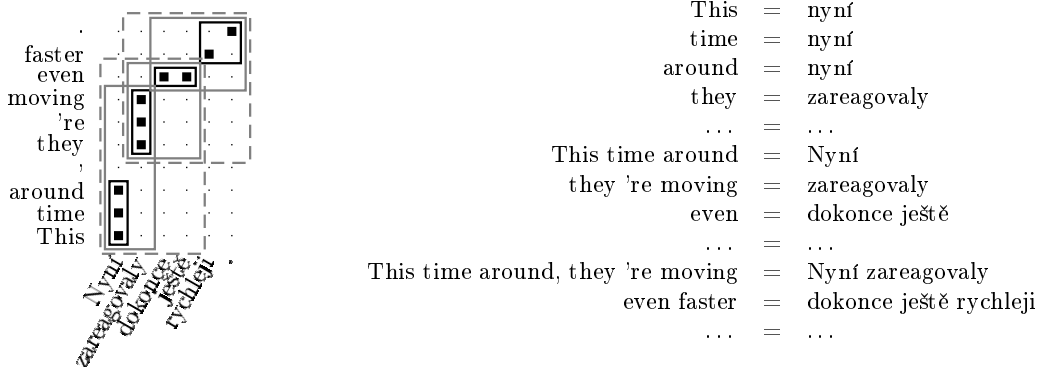 .
faster
even
moving
're
they
,
around
time
This
Nyní
zareagovaly
dokonce
ještě
rychleji
.
This = nyní
time = nyní
around = nyní
they = zareagovaly
... = ...
This time around = Nyní
they 're moving = zareagovaly
even = dokonce ještě
... = ...
This time around, they 're moving = Nyní zareagovaly
even faster = dokonce ještě rychleji
... = ...